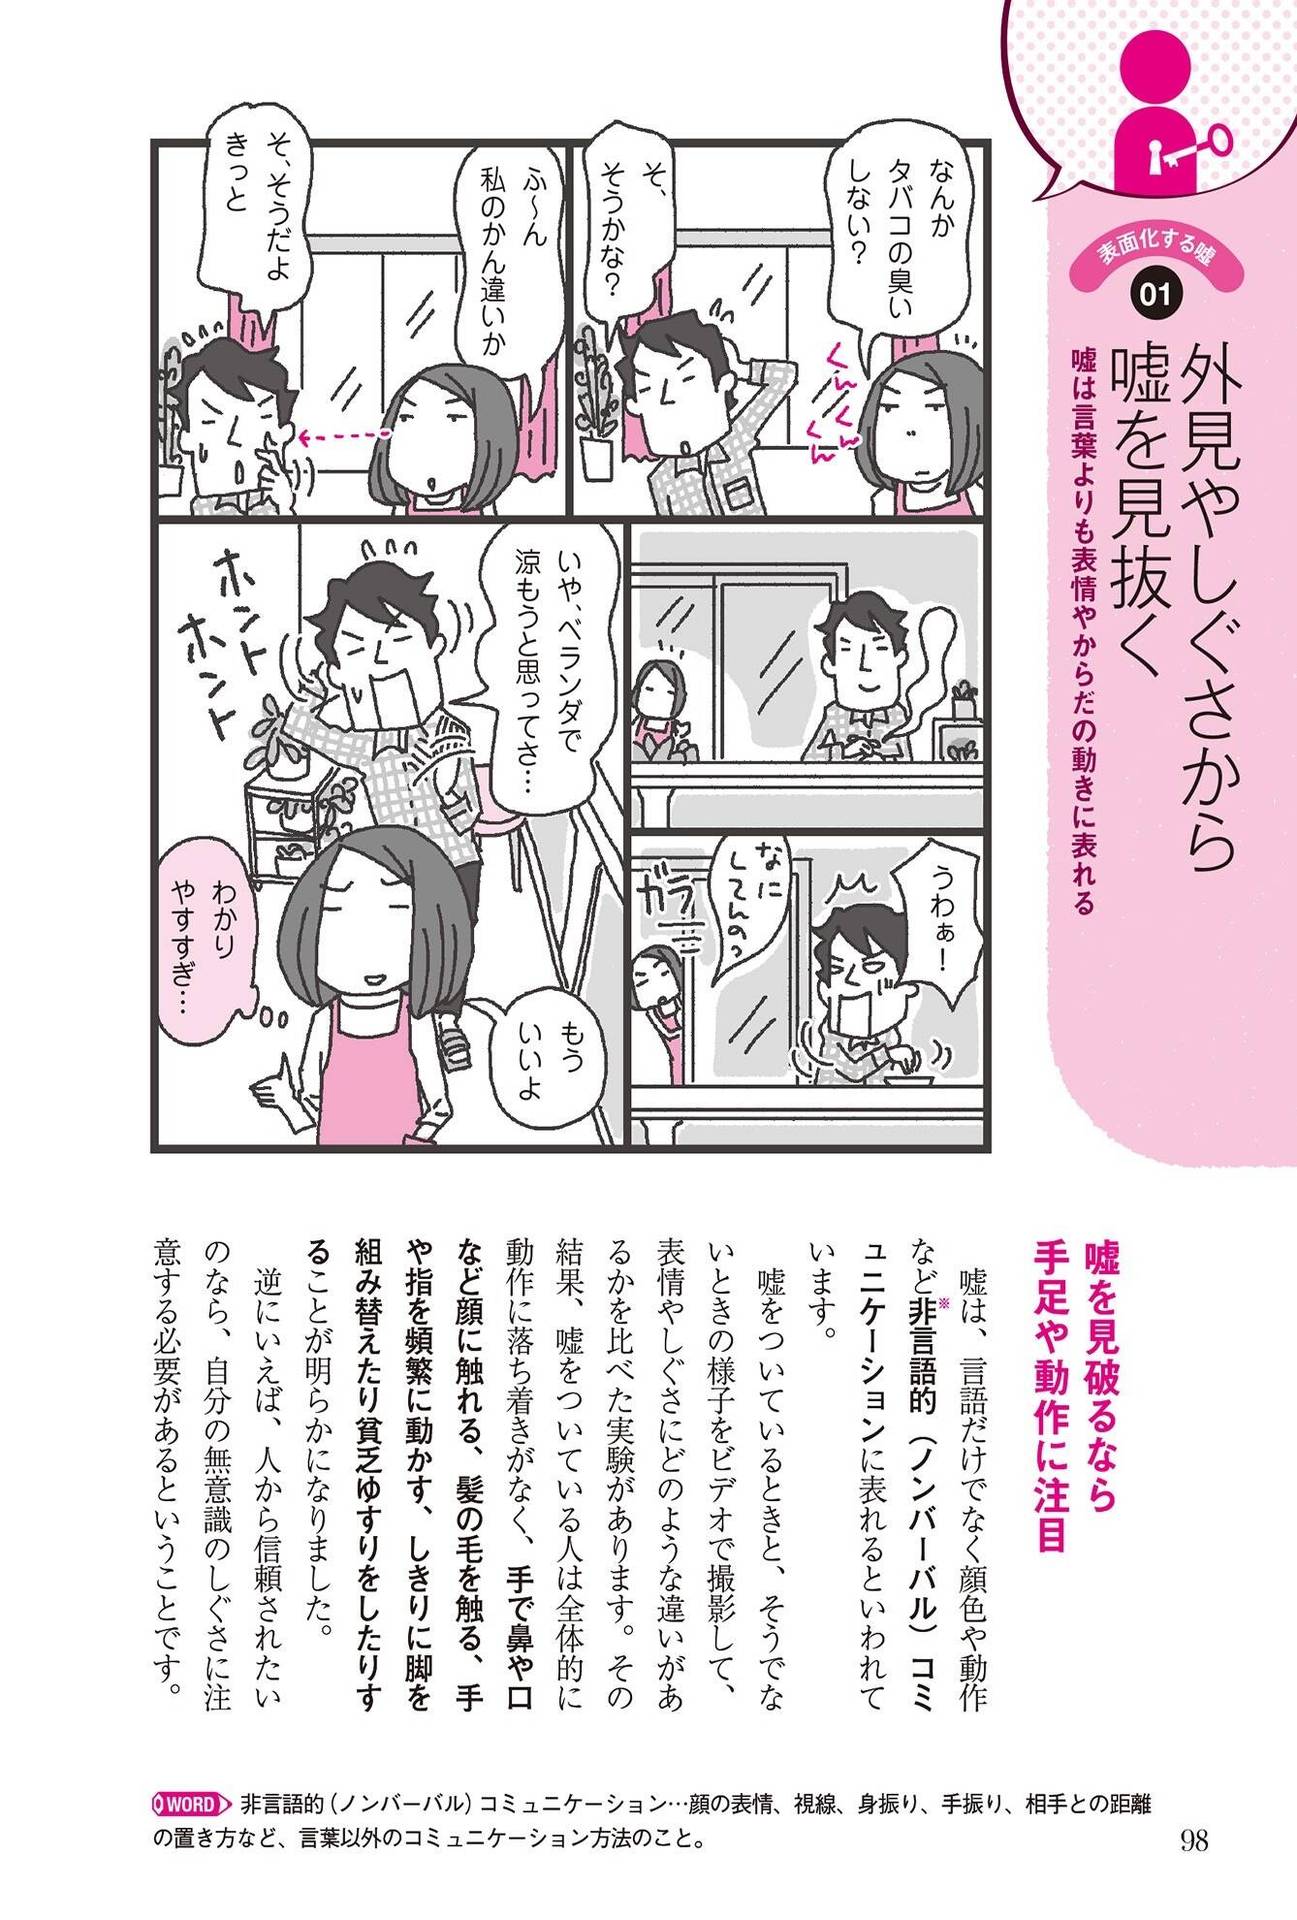 表面化する嘘
01
外見やしぐさから
嘘を見抜く
嘘は言葉よりも表情やからだの動きに表れる
なんか
タバコの臭い
しない?
くんくん
くんくん
そ、
そうかな?
ふ〜ん
私のかん違いか
そ、そうだよ
きっと
うわぁ!
なに
してんの?
ガラ
いや、ベランダで
涼もうと思ってさ…
ホント
ホント
もう
いいよ
わかり
やすすぎ…
嘘を見破るなら
手足や動作に注目
嘘は、言語だけでなく顔色や動作
など非言語的(ノンバーバル)コミ
※
ュニケーションに表れるといわれて
います。
嘘をついているときと、そうでな
いときの様子をビデオで撮影して、
表情やしぐさにどのような違いがあ
るかを比べた実験があります。その
結果、嘘をついている人は全体的に
動作に落ち着きがなく、手で鼻や口
など顔に触れる、髪の毛を触る、手
や指を頻繁に動かす、しきりに脚を
組み替えたり貧乏ゆすりをしたりす
ることが明らかになりました。
逆にいえば、人から信頼されたい
のなら、自分の無意識のしぐさに注
意する必要があるということです。
WORD 非言語的(ノンバーバル)コミュニケーション…顔の表情、視線、身振り、手振り、相手との距離
の置き方など、言葉以外のコミュニケーション方法のこと。
98